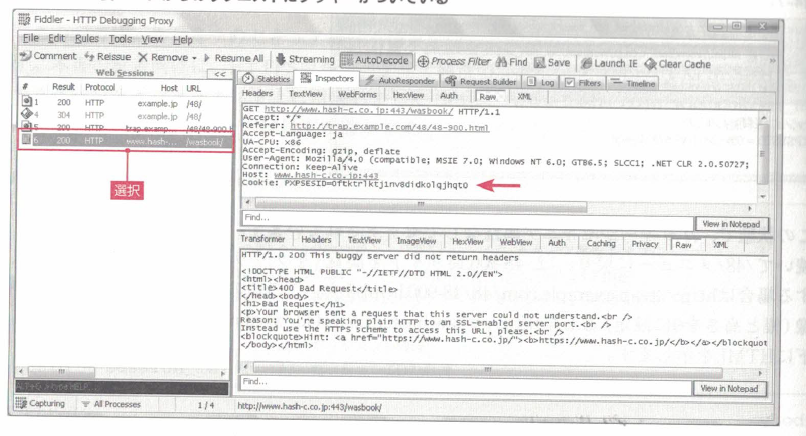 Fiddler - HTTP Debugging Proxy
File Edit Rules Tools View Help
Comment Reissue Remove Resume All Streaming AutoDecode Process Filter Find Save Launch IE Clear Cache
Web Sessions <<
# Result Protocol Host URL
1 200 HTTP example.jp /48/
4 304 HTTP example.jp /48/
5 200 HTTP trap.examp... /48/48-900.h
6 200 HTTP www.hash-... /wasbook/
選択
Capturing All Processes 1 / 4 http://www.hash-c.co.jp:443/wasbook/
Statistics Inspectors AutoResponder Request Builder Log Filters Timeline
Headers TextView WebForms HexView Auth Raw XML
GET http://www.hash-c.co.jp:443/wasbook/ HTTP/1.1
Accept: */*
Referer: http://trap.example.com/48/48-900.html
Accept-Language: ja
UA-CPU: x86
Accept-Encoding: gzip, deflate
User-Agent: Mozilla/4.0 (compatible; MSIE 7.0; Windows NT 6.0; GTB6.5; SLCC1; .NET CLR 2.0.50727;
Connection: Keep-Alive
Host: www.hash-c.co.jp:443
Find...
View in Notepad
Transformer Headers TextView ImageView HexView WebView Auth Caching Privacy Raw XML
HTTP/1.0 200 This buggy server did not return headers
<!DOCTYPE HTML PUBLIC "-//IETF//DTD HTML 2.0//EN">
<html><head>
<title>400 Bad Request</title>
</head><body>
<h1>Bad Request</h1>
<p>Your browser sent a request that this server could not understand.<br />
Reason: You're speaking plain HTTP to an SSL-enabled server port.<br />
Instead use the HTTPS scheme to access this URL, please.<br />
<blockquote>Hint: <a href="https://www.hash-c.co.jp/"><b>https://www.hash-c.co.jp/</b></a></blockquot
</body></html>
Find...
View in Notepad